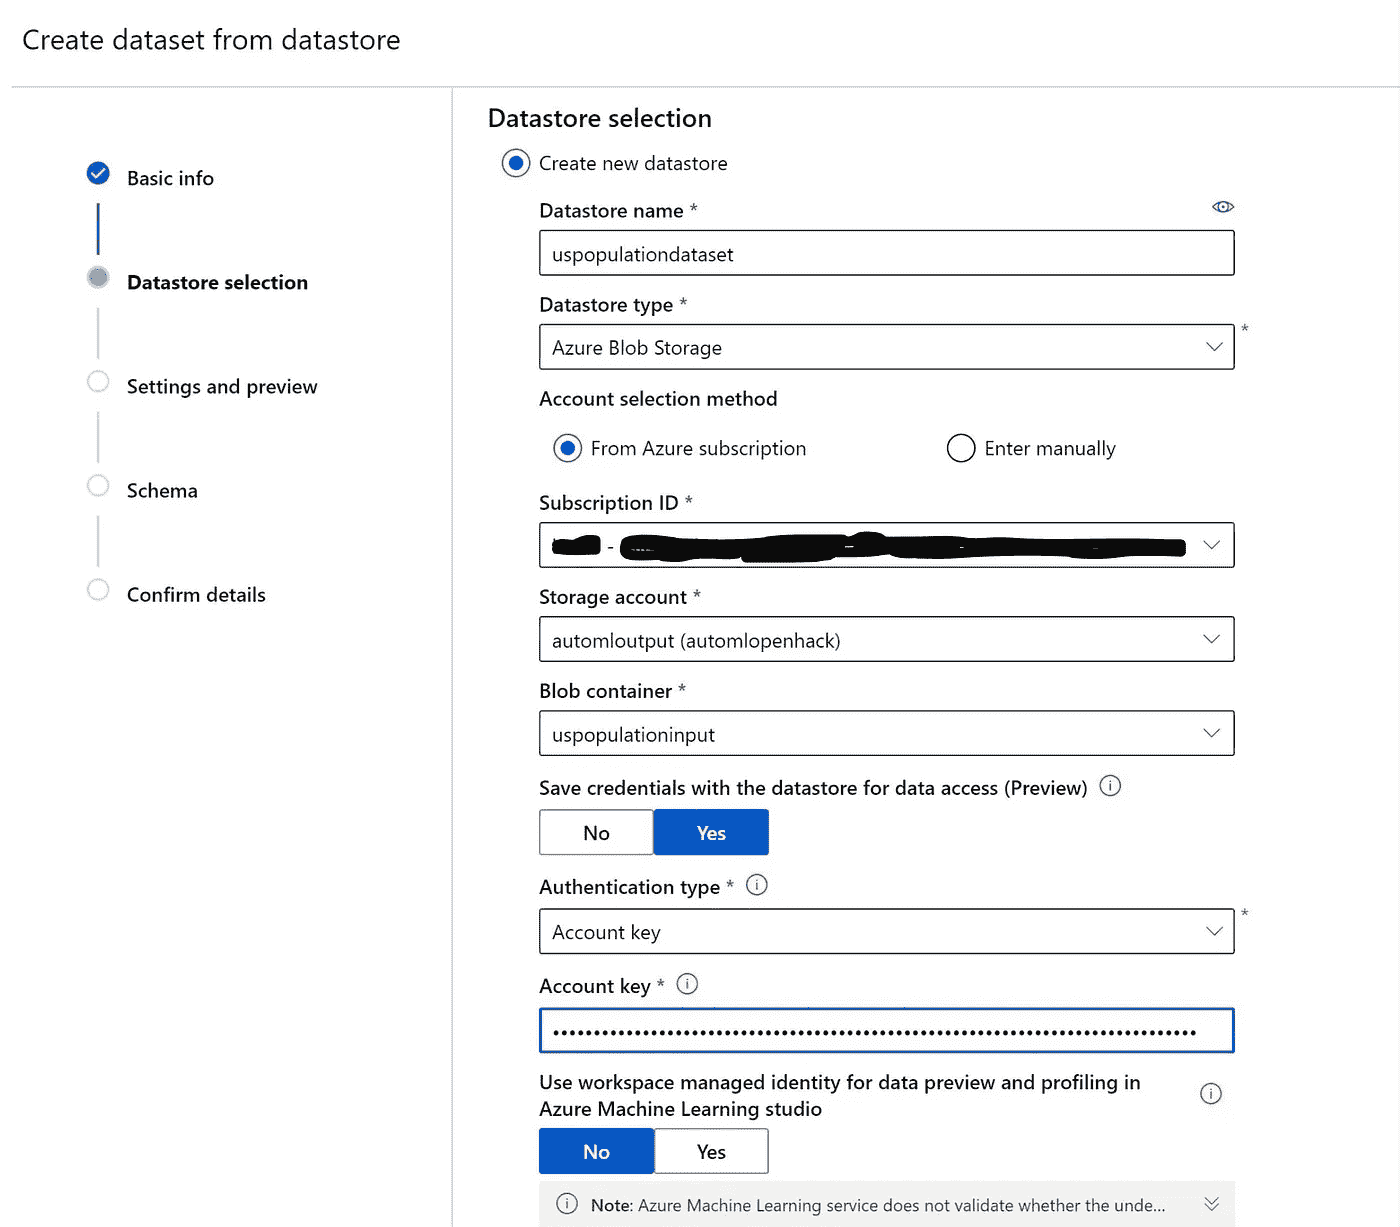 Create dataset from datastore
Basic info
Datastore selection
Settings and preview
Schema
Confirm details
Datastore selection
Create new datastore
Datastore name *
uspopulationdataset
Datastore type *
Azure Blob Storage
*
Account selection method
From Azure subscription
Enter manually
Subscription ID *
-
Storage account *
automloutput (automlopenhack)
Blob container *
uspopulationinput
Save credentials with the datastore for data access (Preview)
No
Yes
Authentication type *
*
Account key
Account key *
••••••••••••••••••••••••••••••••••••••••••••••••••••••••••••••••••••••••••••••••
Use workspace managed identity for data preview and profiling in
Azure Machine Learning studio
No
Yes
Note: Azure Machine Learning service does not validate whether the unde...